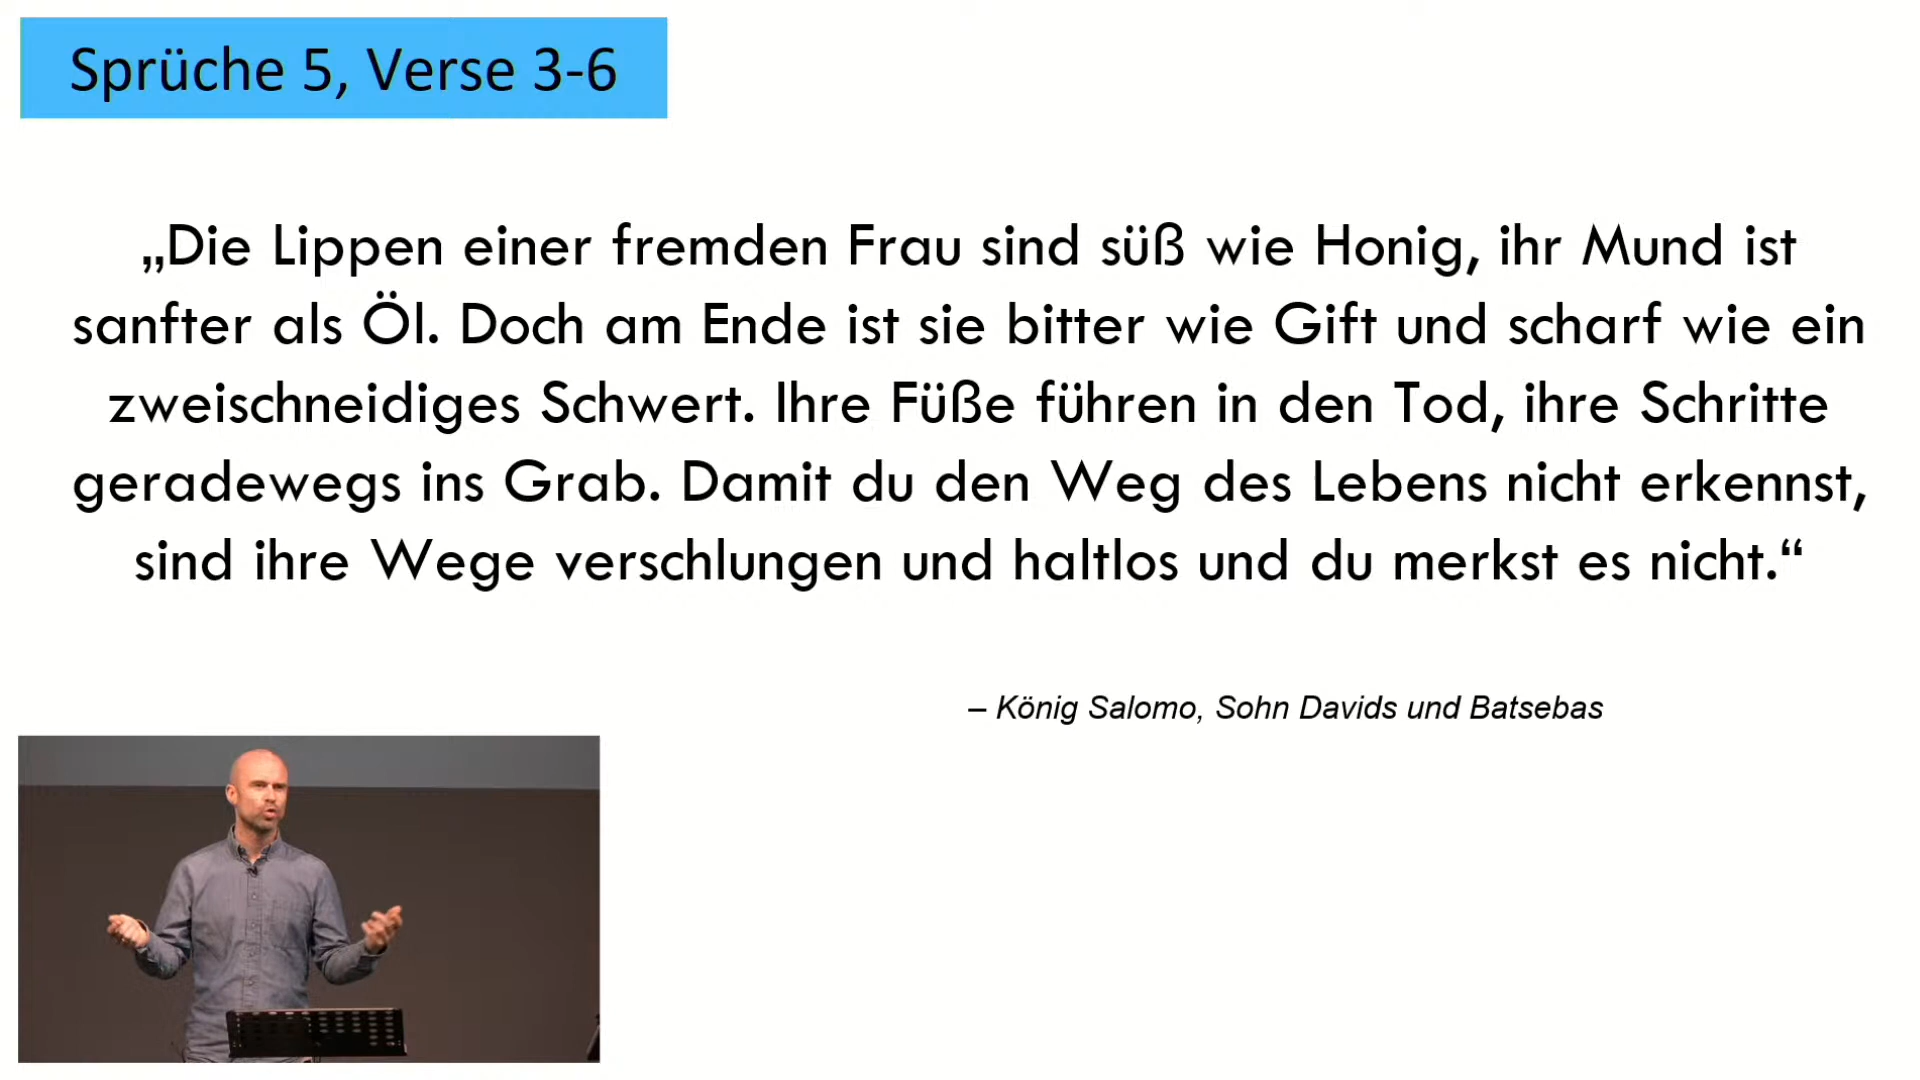 Sprüche 5, Verse 3-6
„Die Lippen einer fremden Frau sind süß wie Honig, ihr Mund ist
sanfter als Öl. Doch am Ende ist sie bitter wie Gift und scharf wie ein
zweischneidiges Schwert. Ihre Füße führen in den Tod, ihre Schritte
geradewegs ins Grab. Damit du den Weg des Lebens nicht erkennst,
sind ihre Wege verschlungen und haltlos und du merkst es nicht.“
– König Salomo, Sohn Davids und Batsebas